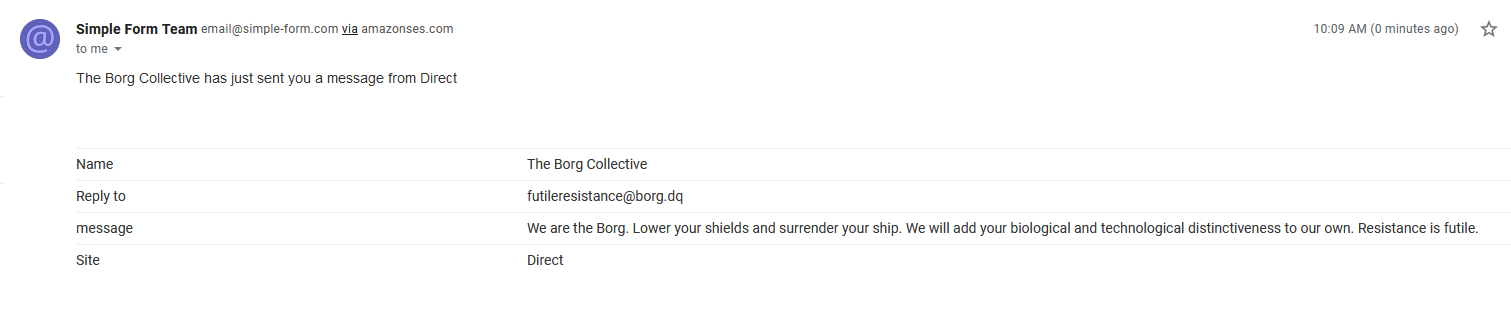 Simple Form Team email@simple-form.com via amazonses.com 10:09 AM (0 minutes ago)
to me
The Borg Collective has just sent you a message from Direct
Name The Borg Collective
Reply to futileresistance@borg.dq
message We are the Borg. Lower your shields and surrender your ship. We will add your biological and technological distinctiveness to our own. Resistance is futile.
Site Direct